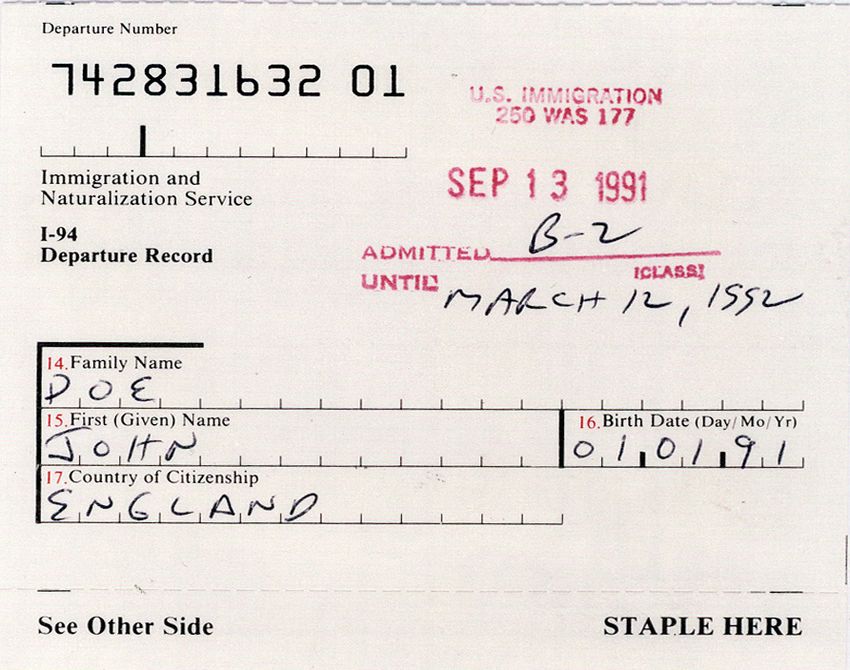 Departure Number
742831632 01
U.S. IMMIGRATION
250 WAS 177
Immigration and
Naturalization Service
SEP 13 1991
I-94
Departure Record
ADMITTED B-2
(CLASS)
UNTIL MARCH 12, 1992
14. Family Name
DOE
15. First (Given) Name
JOHN
16. Birth Date (Day/Mo/Yr)
01 01 91
17. Country of Citizenship
ENGLAND
See Other Side
STAPLE HERE